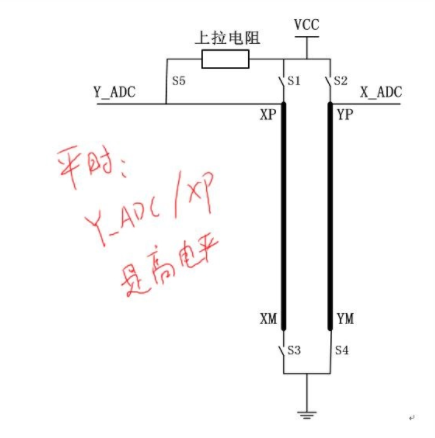 VCC
上拉电阻
S5 S1 S2
Y_ADC X_ADC
XP YP
平时:
Y_ADC/XP
是高电平
XM YM
S3 S4